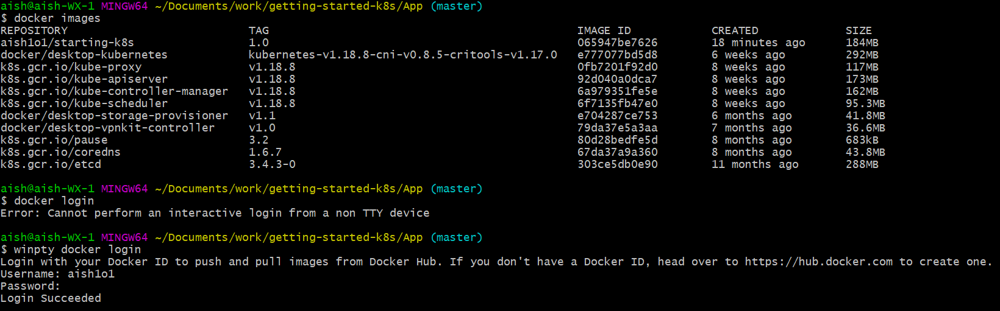 aish@aish-WX-1 MINGW64 ~/Documents/work/getting-started-k8s/App (master)
$ docker images
REPOSITORY TAG IMAGE ID CREATED SIZE
aish1o1/starting-k8s 1.0 065947be7626 18 minutes ago 184MB
docker/desktop-kubernetes kubernetes-v1.18.8-cni-v0.8.5-critools-v1.17.0 e777077bd5d8 6 weeks ago 292MB
k8s.gcr.io/kube-proxy v1.18.8 0fb7201f92d0 8 weeks ago 117MB
k8s.gcr.io/kube-apiserver v1.18.8 92d040a0dca7 8 weeks ago 173MB
k8s.gcr.io/kube-controller-manager v1.18.8 6a979351fe5e 8 weeks ago 162MB
k8s.gcr.io/kube-scheduler v1.18.8 6f7135fb47e0 8 weeks ago 95.3MB
docker/desktop-storage-provisioner v1.1 e704287ce753 6 months ago 41.8MB
docker/desktop-vpnkit-controller v1.0 79da37e5a3aa 7 months ago 36.6MB
k8s.gcr.io/pause 3.2 80d28bedfe5d 8 months ago 683kB
k8s.gcr.io/coredns 1.6.7 67da37a9a360 8 months ago 43.8MB
k8s.gcr.io/etcd 3.4.3-0 303ce5db0e90 11 months ago 288MB
aish@aish-WX-1 MINGW64 ~/Documents/work/getting-started-k8s/App (master)
$ docker login
Error: Cannot perform an interactive login from a non TTY device
aish@aish-WX-1 MINGW64 ~/Documents/work/getting-started-k8s/App (master)
$ winpty docker login
Login with your Docker ID to push and pull images from Docker Hub. If you don't have a Docker ID, head over to https://hub.docker.com to create one.
Username: aish1o1
Password:
Login Succeeded